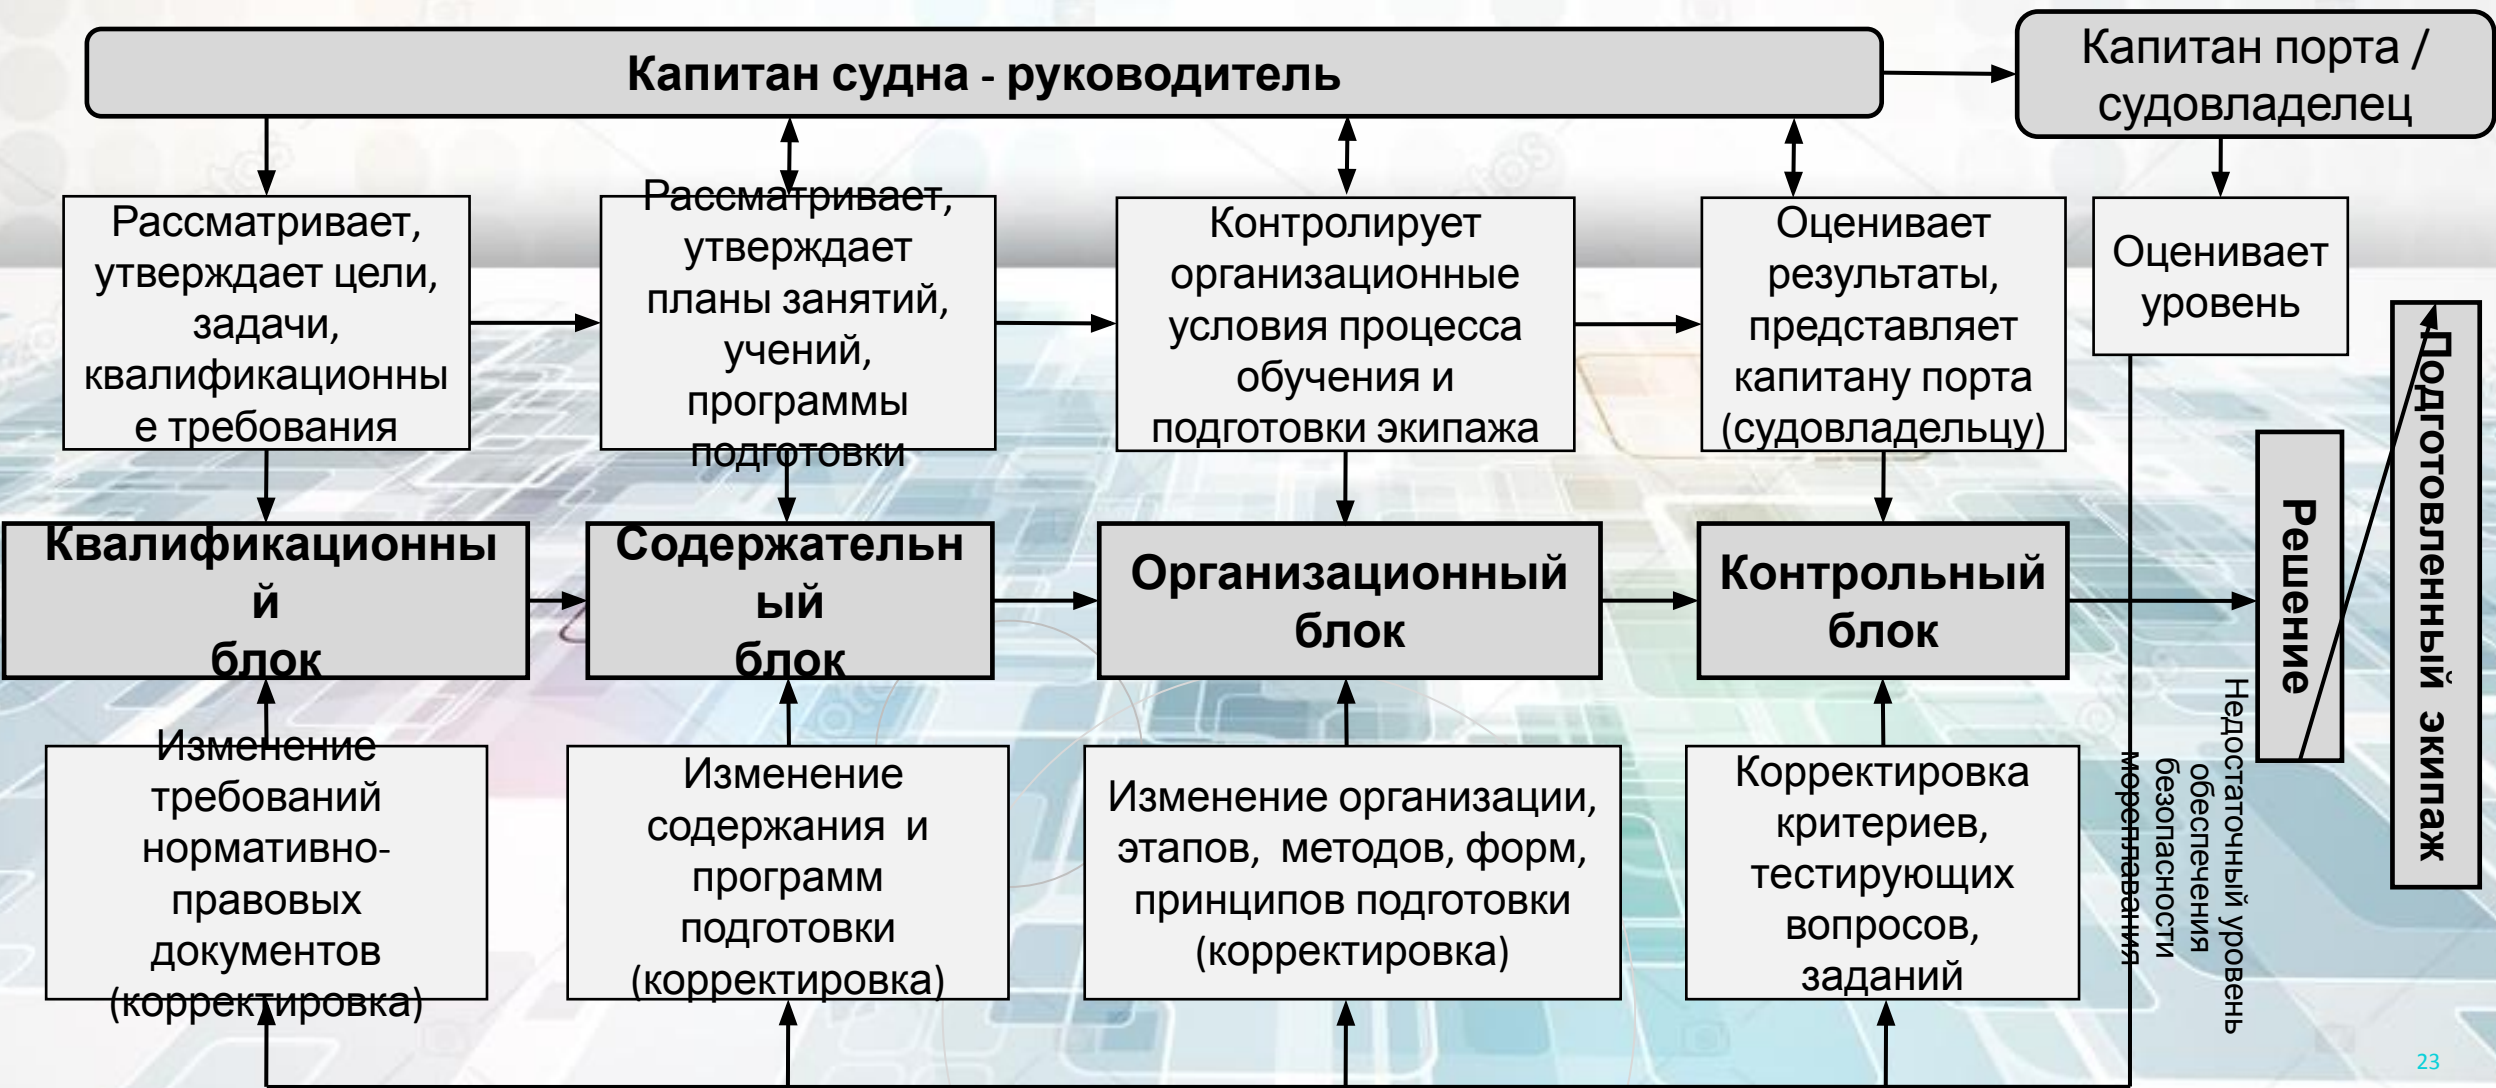 Капитан судна - руководитель
Капитан порта /
судовладелец
Рассматривает,
утверждает цели,
задачи,
квалификационны
е требования
Рассматривает,
утверждает
планы занятий,
учений,
программы
подготовки
Контролирует
организационные
условия процесса
обучения и
подготовки экипажа
Оценивает
результаты,
представляет
капитану порта
(судовладельцу)
Оценивает
уровень
Квалификационны
й
блок
Содержательн
ый
блок
Организационный
блок
Контрольный
блок
Решение
Подготовленный экипаж
Изменение
требований
нормативно-
правовых
документов
(корректировка)
Изменение
содержания и
программ
подготовки
(корректировка)
Изменение организации,
этапов, методов, форм,
принципов подготовки
(корректировка)
Корректировка
критериев,
тестирующих
вопросов,
заданий
Недостаточный уровень
обеспечения
безопасности
мореплавания
23